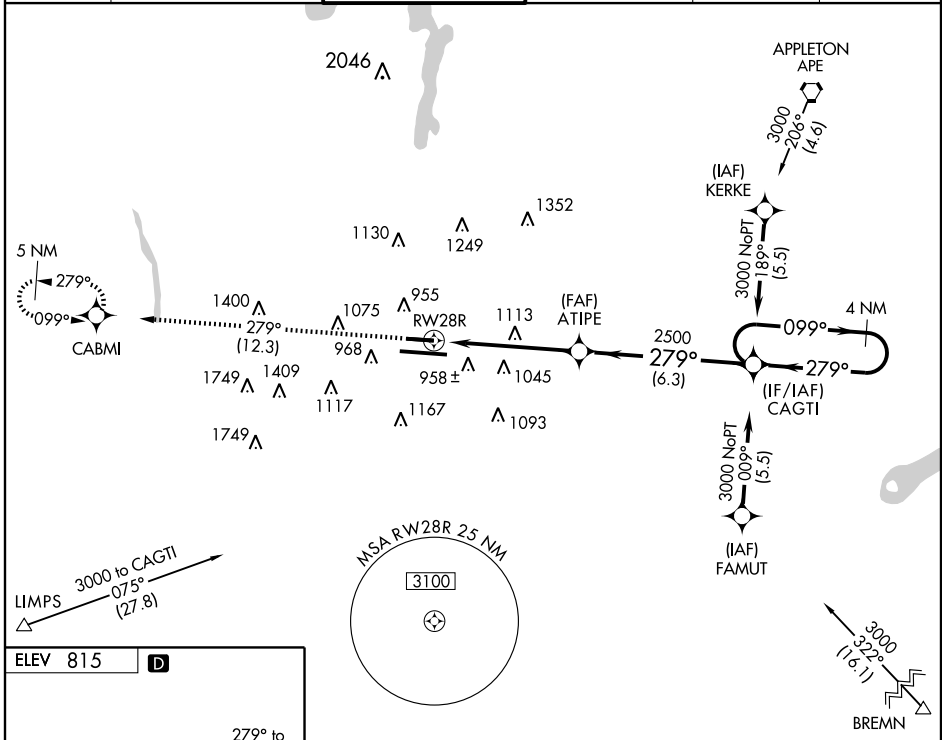 2046
APPLETON
APE
3000
206°
(4.6)
(IAF)
KERKE
3000 NoPT
189°
(5.5)
1352
1130
1249
5 NM
279°
099°
CABMI
1400
1075
955
RW28R
1113
(FAF)
ATIPE
279°
(12.3)
968
958 ±
1045
2500
279°
(6.3)
099°
4 NM
279°
(IF/IAF)
CAGTI
1749
1409
1117
1167
1093
1749
3000 NoPT
009°
(5.5)
(IAF)
FAMUT
MSA RW28R 25 NM
3100
3000 to CAGTI
075°
(27.8)
LIMPS
3000
322°
(16.1)
BREMN
ELEV 815
D
279° to